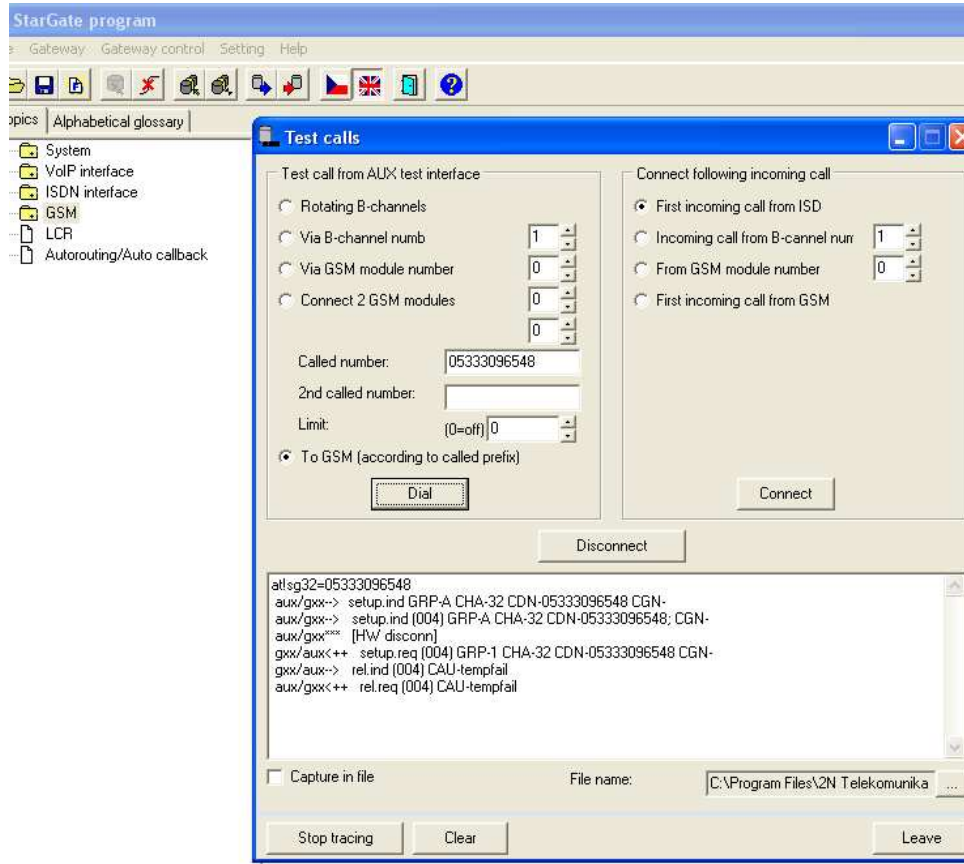 StarGate program
Gateway Gateway control Setting Help
opics Alphabetical glossary
System
VoIP interface
ISDN interface
GSM
LCR
Autorouting/Auto callback
Test calls
Test call from AUX test interface
Rotating B-channels
Via B-channel numb 1
Via GSM module number 0
Connect 2 GSM modules 0
0
Called number: 05333096548
2nd called number:
Limit: (0=off) 0
To GSM (according to called prefix)
Dial
Connect following incoming call
First incoming call from ISD
Incoming call from B-cannel num 1
From GSM module number 0
First incoming call from GSM
Connect
Disconnect
at!sg32=05333096548
aux/gxx--> setup.ind GRP-A CHA-32 CDN-05333096548 CGN-
aux/gxx--> setup.ind (004) GRP-A CHA-32 CDN-05333096548; CGN-
aux/gxx*** [HW disconn]
gxx/aux<++ setup.req (004) GRP-1 CHA-32 CDN-05333096548 CGN-
gxx/aux--> rel.ind (004) CAU-tempfail
aux/gxx<++ rel.req (004) CAU-tempfail
Capture in file
File name: C:\Program Files\2N Telekomunika ...
Stop tracing Clear Leave